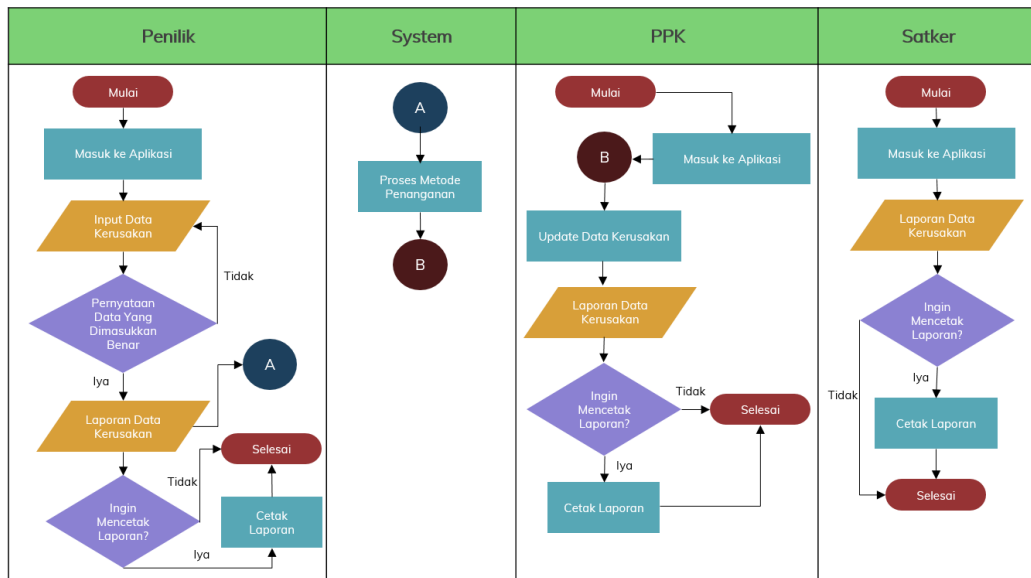 Penilik
System
PPK
Satker
Mulai
Masuk ke Aplikasi
Input Data
Kerusakan
Tidak
Pernyataan
Data Yang
Dimasukkan
Benar
Iya
A
Laporan Data
Kerusakan
Selesai
Tidak
Ingin
Mencetak
Laporan?
Cetak
Laporan
Iya
A
Proses Metode
Penanganan
B
Mulai
Masuk ke Aplikasi
B
Update Data Kerusakan
Laporan Data
Kerusakan
Ingin
Mencetak
Laporan?
Tidak
Selesai
Iya
Cetak Laporan
Mulai
Masuk ke Aplikasi
Laporan Data
Kerusakan
Ingin
Mencetak
Laporan?
Iya
Tidak
Cetak Laporan
Selesai